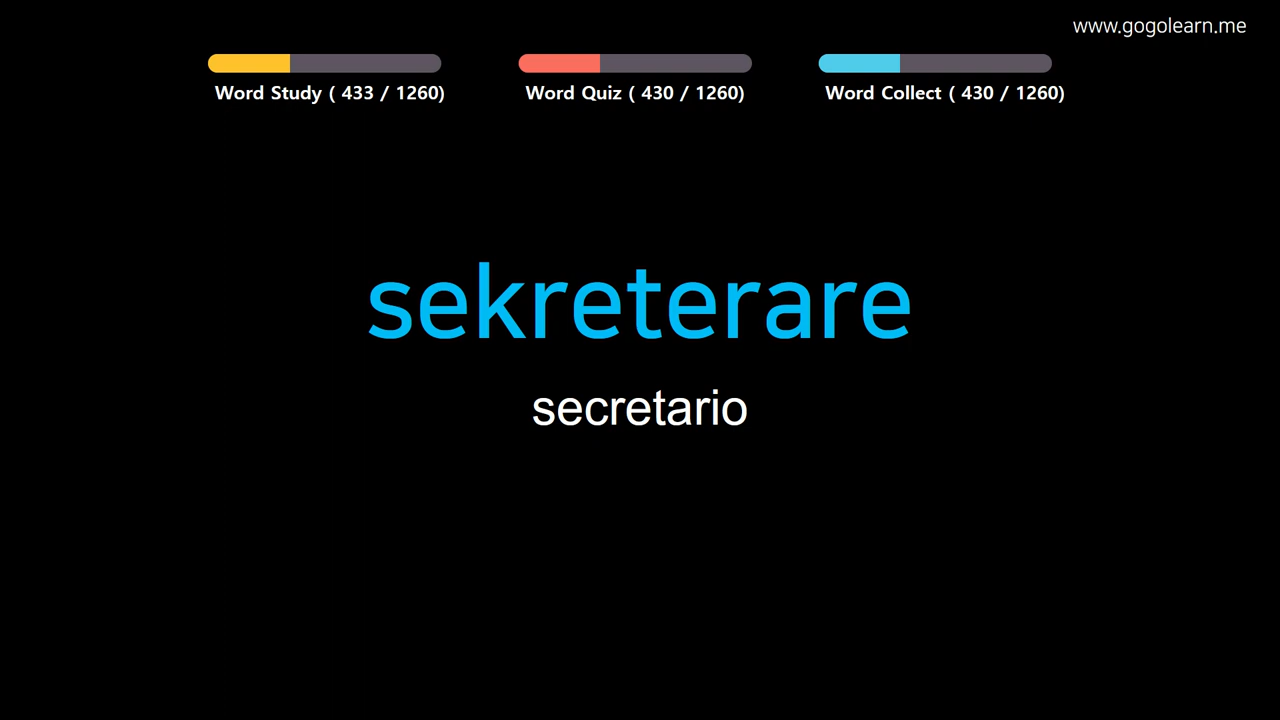 www.gogolearn.me
Word Study ( 433 / 1260)
Word Quiz ( 430 / 1260)
Word Collect ( 430 / 1260)
sekreterare
secretario